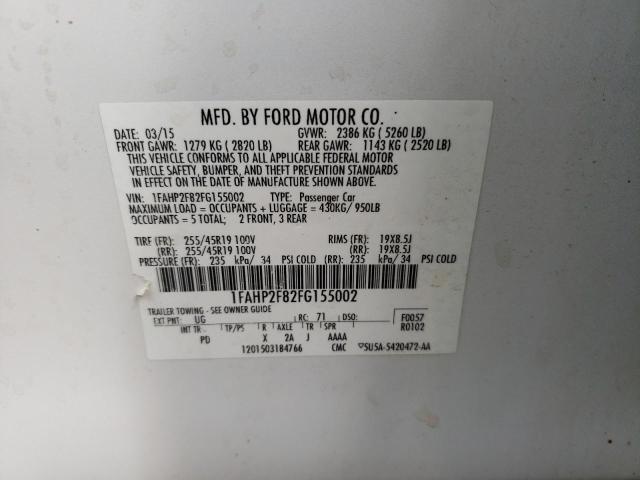 MFD. BY FORD MOTOR CO.
DATE: 03/15 GVWR: 2386 KG ( 5260 LB)
FRONT GAWR: 1279 KG ( 2820 LB) REAR GAWR: 1143 KG ( 2520 LB)
THIS VEHICLE CONFORMS TO ALL APPLICABLE FEDERAL MOTOR
VEHICLE SAFETY, BUMPER, AND THEFT PREVENTION STANDARDS
IN EFFECT ON THE DATE OF MANUFACTURE SHOWN ABOVE.
VIN: 1FAHP2F82FG155002 TYPE: Passenger Car
MAXIMUM LOAD = OCCUPANTS + LUGGAGE = 430KG/ 950LB
OCCUPANTS = 5 TOTAL; 2 FRONT, 3 REAR
TIRE (FR): 255/45R19 100V RIMS (FR): 19X8.5J
(RR): 255/45R19 100V (RR): 19X8.5J
PRESSURE (FR): 235 kPa/ 34 PSI COLD (RR): 235 kPa/ 34 PSI COLD
1FAHP2F82FG155002
TRAILER TOWING - SEE OWNER GUIDE
EXT PNT: UG RC: 71 DSO: F0057
R0102
INT TR TP/PS R AXLE TR SPR
PD X 2A J AAAA
1201503184766 CMC ▽5U5A-5420472-AA